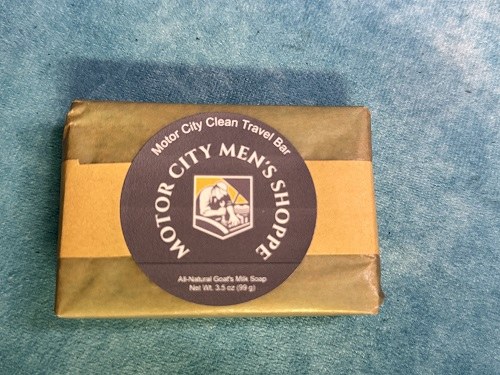 Motor City Clean Travel Bar
MOTOR CITY MEN'S SHOPPE
All-Natural Goat's Milk Soap
Net Wt. 3.5 oz (99 g)